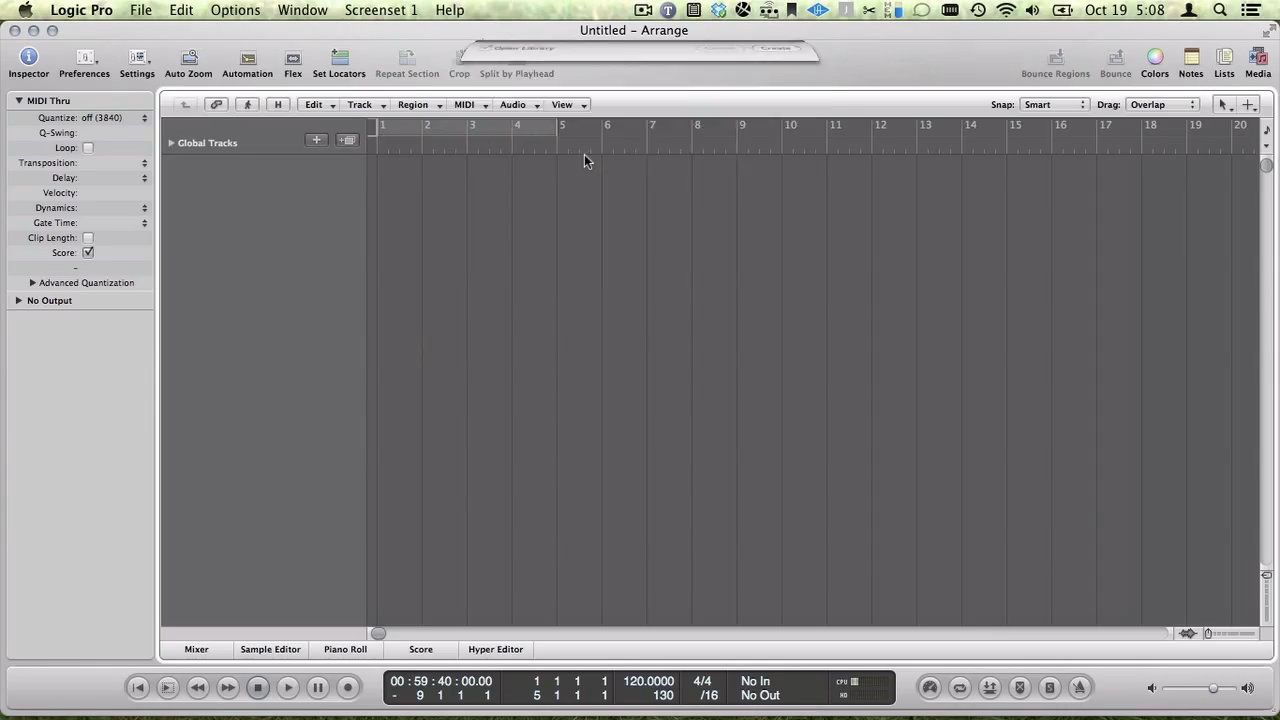 Logic Pro File Edit Options Window Screenset 1 Help Oct 19 5:08
Untitled - Arrange
Open Library Create
Inspector Preferences Settings Auto Zoom Automation Flex Set Locators Repeat Section Crop Split by Playhead Bounce Regions Bounce Colors Notes Lists Media
MIDI Thru
H Edit Track Region MIDI Audio View Snap: Smart Drag: Overlap
Quantize: off (3840)
1 2 3 4 5 6 7 8 9 10 11 12 13 14 15 16 17 18 19 20
Q-Swing:
Global Tracks
Loop:
Transposition:
Delay:
Velocity:
Dynamics:
Gate Time:
Clip Length:
Score:
-
Advanced Quantization
No Output
Mixer Sample Editor Piano Roll Score Hyper Editor
00 : 59 : 40 : 00.00 1 1 1 1 120.0000 4/4 No In CPU
- 9 1 1 1 5 1 1 1 130 /16 No Out HD